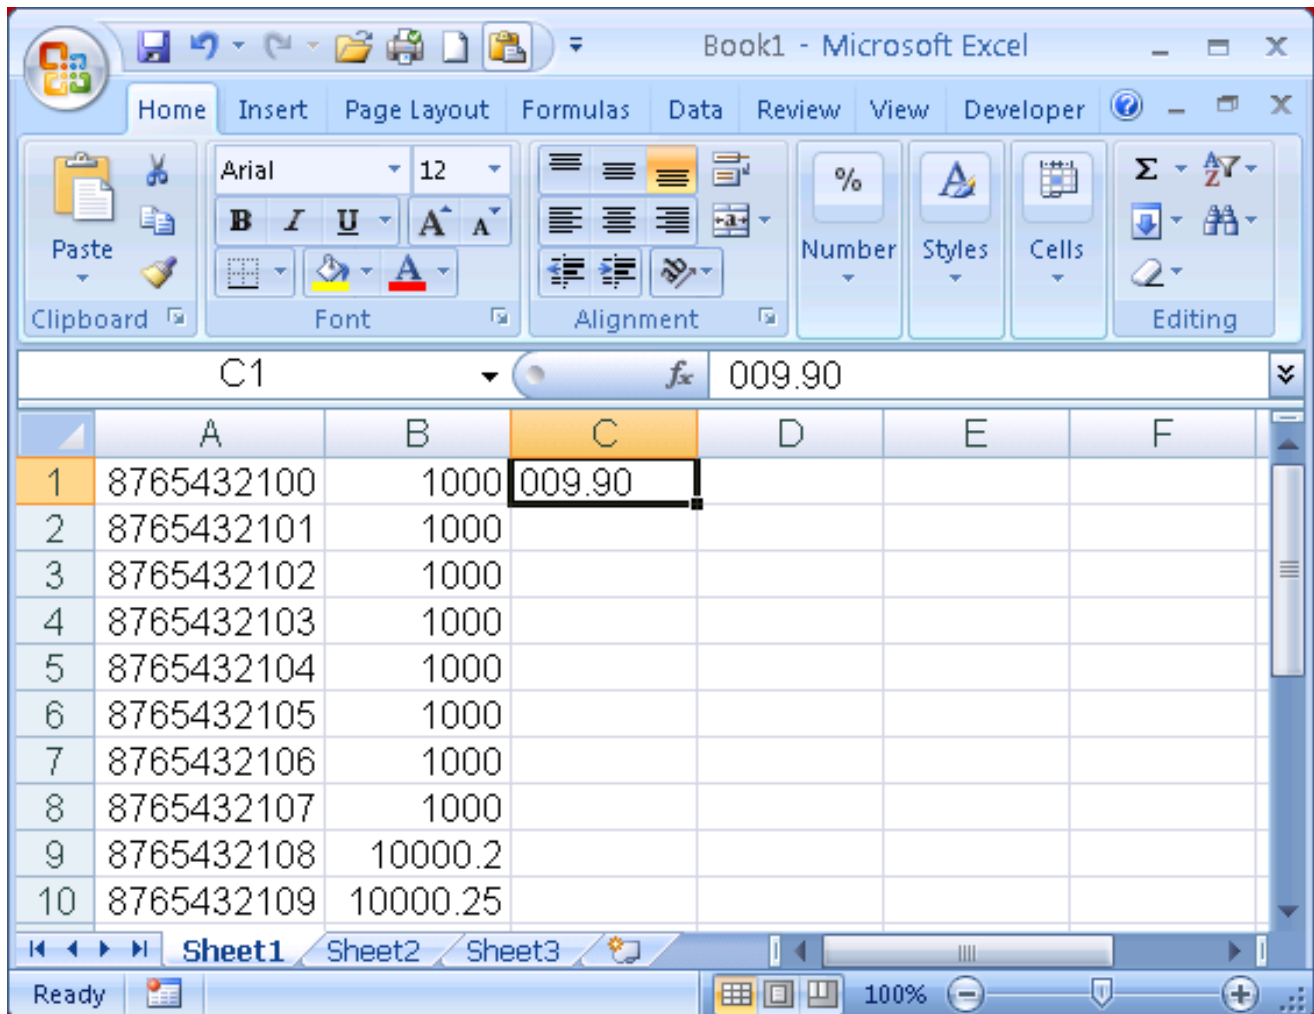 Book1 - Microsoft Excel
Home Insert Page Layout Formulas Data Review View Developer
Arial 12
B I U A A
A
% A Σ A Z
Paste Number Styles Cells
Clipboard Font Alignment Editing
C1 fx 009.90
A B C D E F
1 8765432100 1000 009.90
2 8765432101 1000
3 8765432102 1000
4 8765432103 1000
5 8765432104 1000
6 8765432105 1000
7 8765432106 1000
8 8765432107 1000
9 8765432108 10000.2
10 8765432109 10000.25
Sheet1 Sheet2 Sheet3
Ready 100%